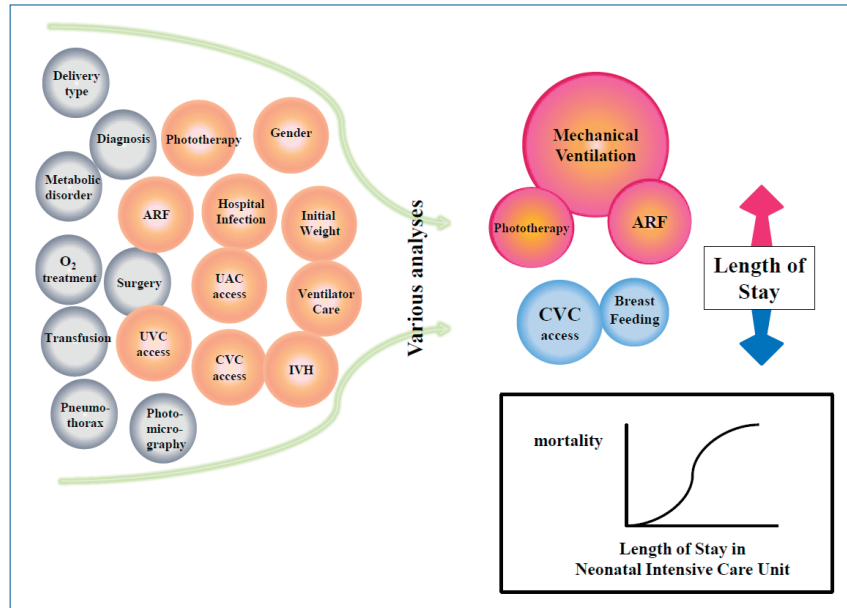 Delivery
type
Diagnosis
Phototherapy
Gender
Metabolic
disorder
ARF
Hospital
Infection
Initial
Weight
O₂
treatment
Surgery
UAC
access
Ventilator
Care
Transfusion
UVC
access
CVC
access
IVH
Pneumo-
thorax
Photo-
micro-
graphy
Various analyses
Mechanical
Ventilation
Phototherapy
ARF
CVC
access
Breast
Feeding
Length of
Stay
mortality
Length of Stay in
Neonatal Intensive Care Unit